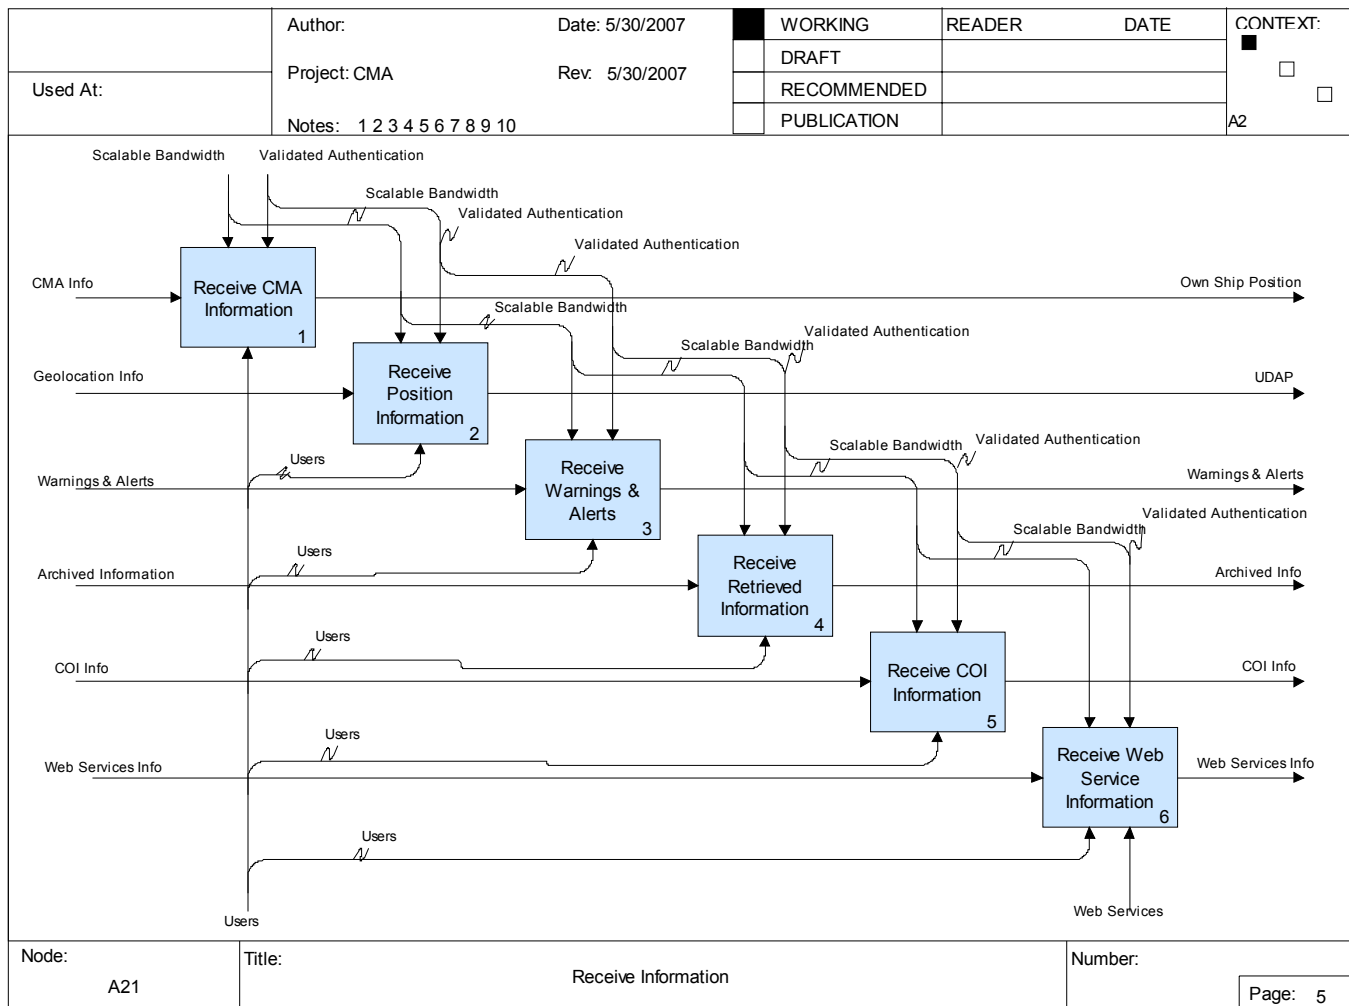 Used At:
Author:
Date: 5/30/2007
Project: CMA
Rev: 5/30/2007
Notes: 1 2 3 4 5 6 7 8 9 10
WORKING
DRAFT
RECOMMENDED
PUBLICATION
READER
DATE
CONTEXT:
A2
Scalable Bandwidth
Validated Authentication
Scalable Bandwidth
Validated Authentication
Validated Authentication
CMA Info
Receive CMA
Information
1
Own Ship Position
Scalable Bandwidth
Validated Authentication
Scalable Bandwidth
Geolocation Info
Receive
Position
Information
2
UDAP
Scalable Bandwidth
Validated Authentication
Users
Warnings & Alerts
Receive
Warnings &
Alerts
3
Warnings & Alerts
Scalable Bandwidth
Validated Authentication
Users
Archived Information
Receive
Retrieved
Information
4
Archived Info
Users
COI Info
Receive COI
Information
5
COI Info
Users
Web Services Info
Receive Web
Service
Information
6
Web Services Info
Users
Users
Web Services
Node:
A21
Title:
Receive Information
Number:
Page: 5